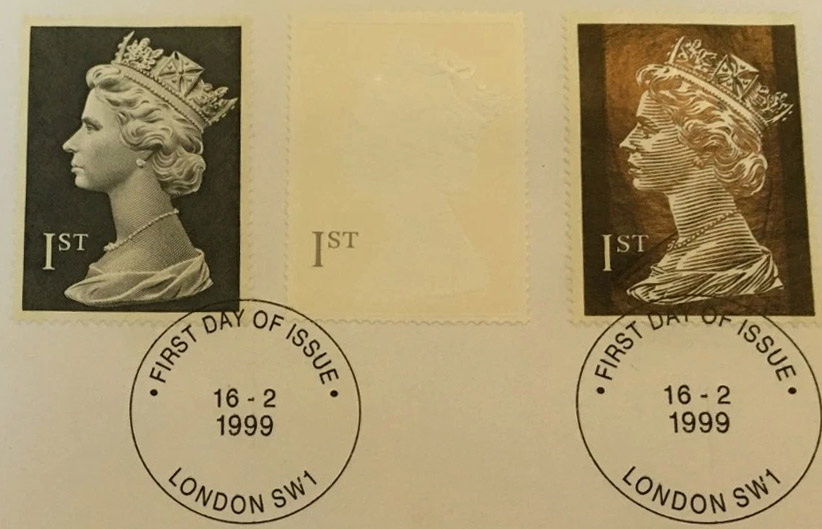 1ST
1ST
1ST
FIRST DAY OF ISSUE
16 - 2
1999
LONDON SW1
FIRST DAY OF ISSUE
16 - 2
1999
LONDON SW1